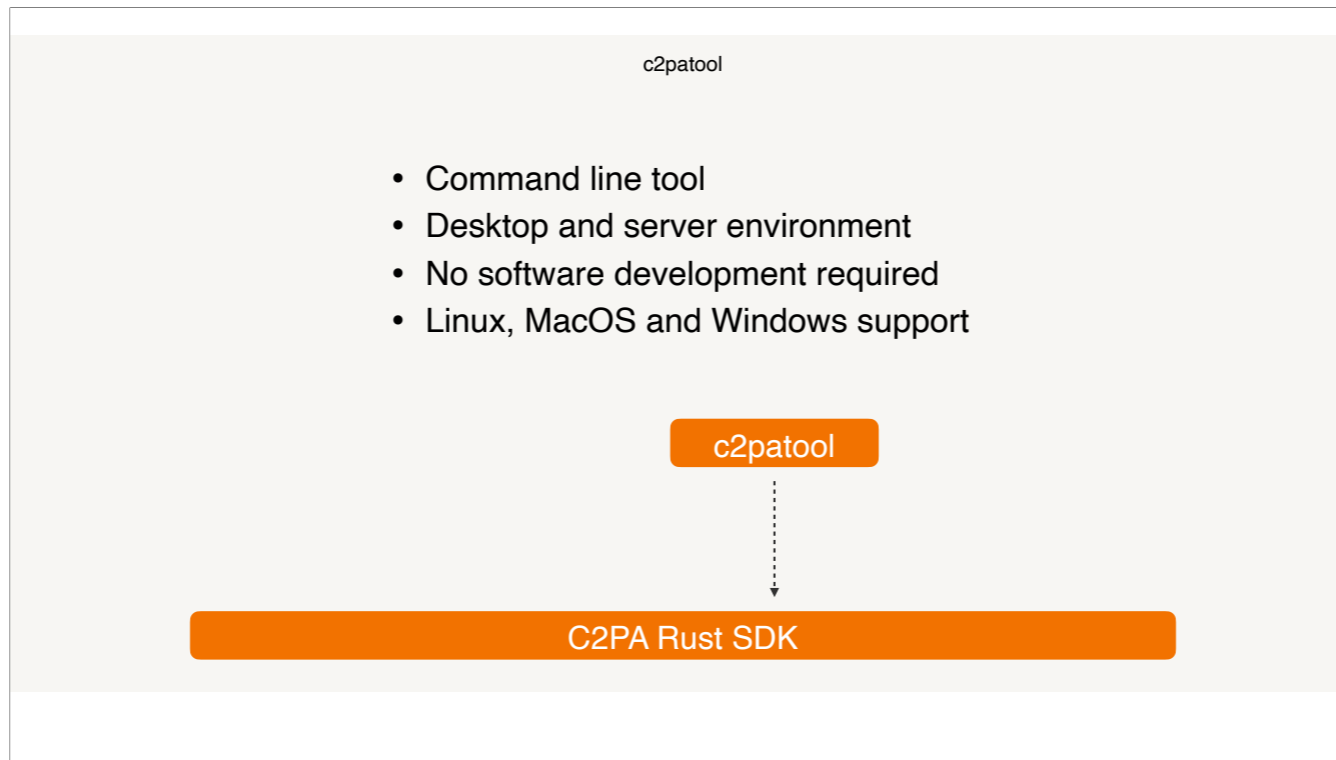 c2patool
• Command line tool
• Desktop and server environment
• No software development required
• Linux, MacOS and Windows support
c2patool
C2PA Rust SDK